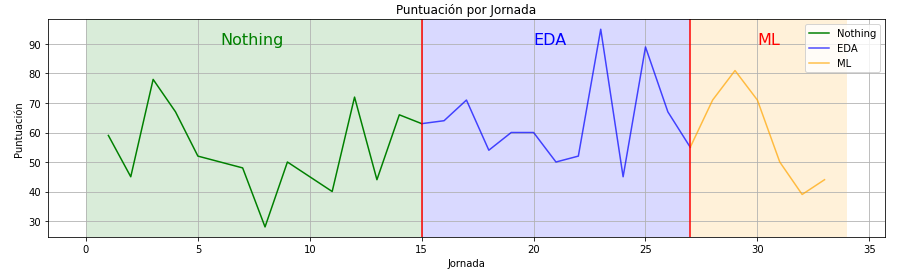 Puntuación por Jornada
Nothing
EDA
ML
Nothing
EDA
ML
Puntuación
90
80
70
60
50
40
30
0
5
10
15
20
25
30
35
Jornada